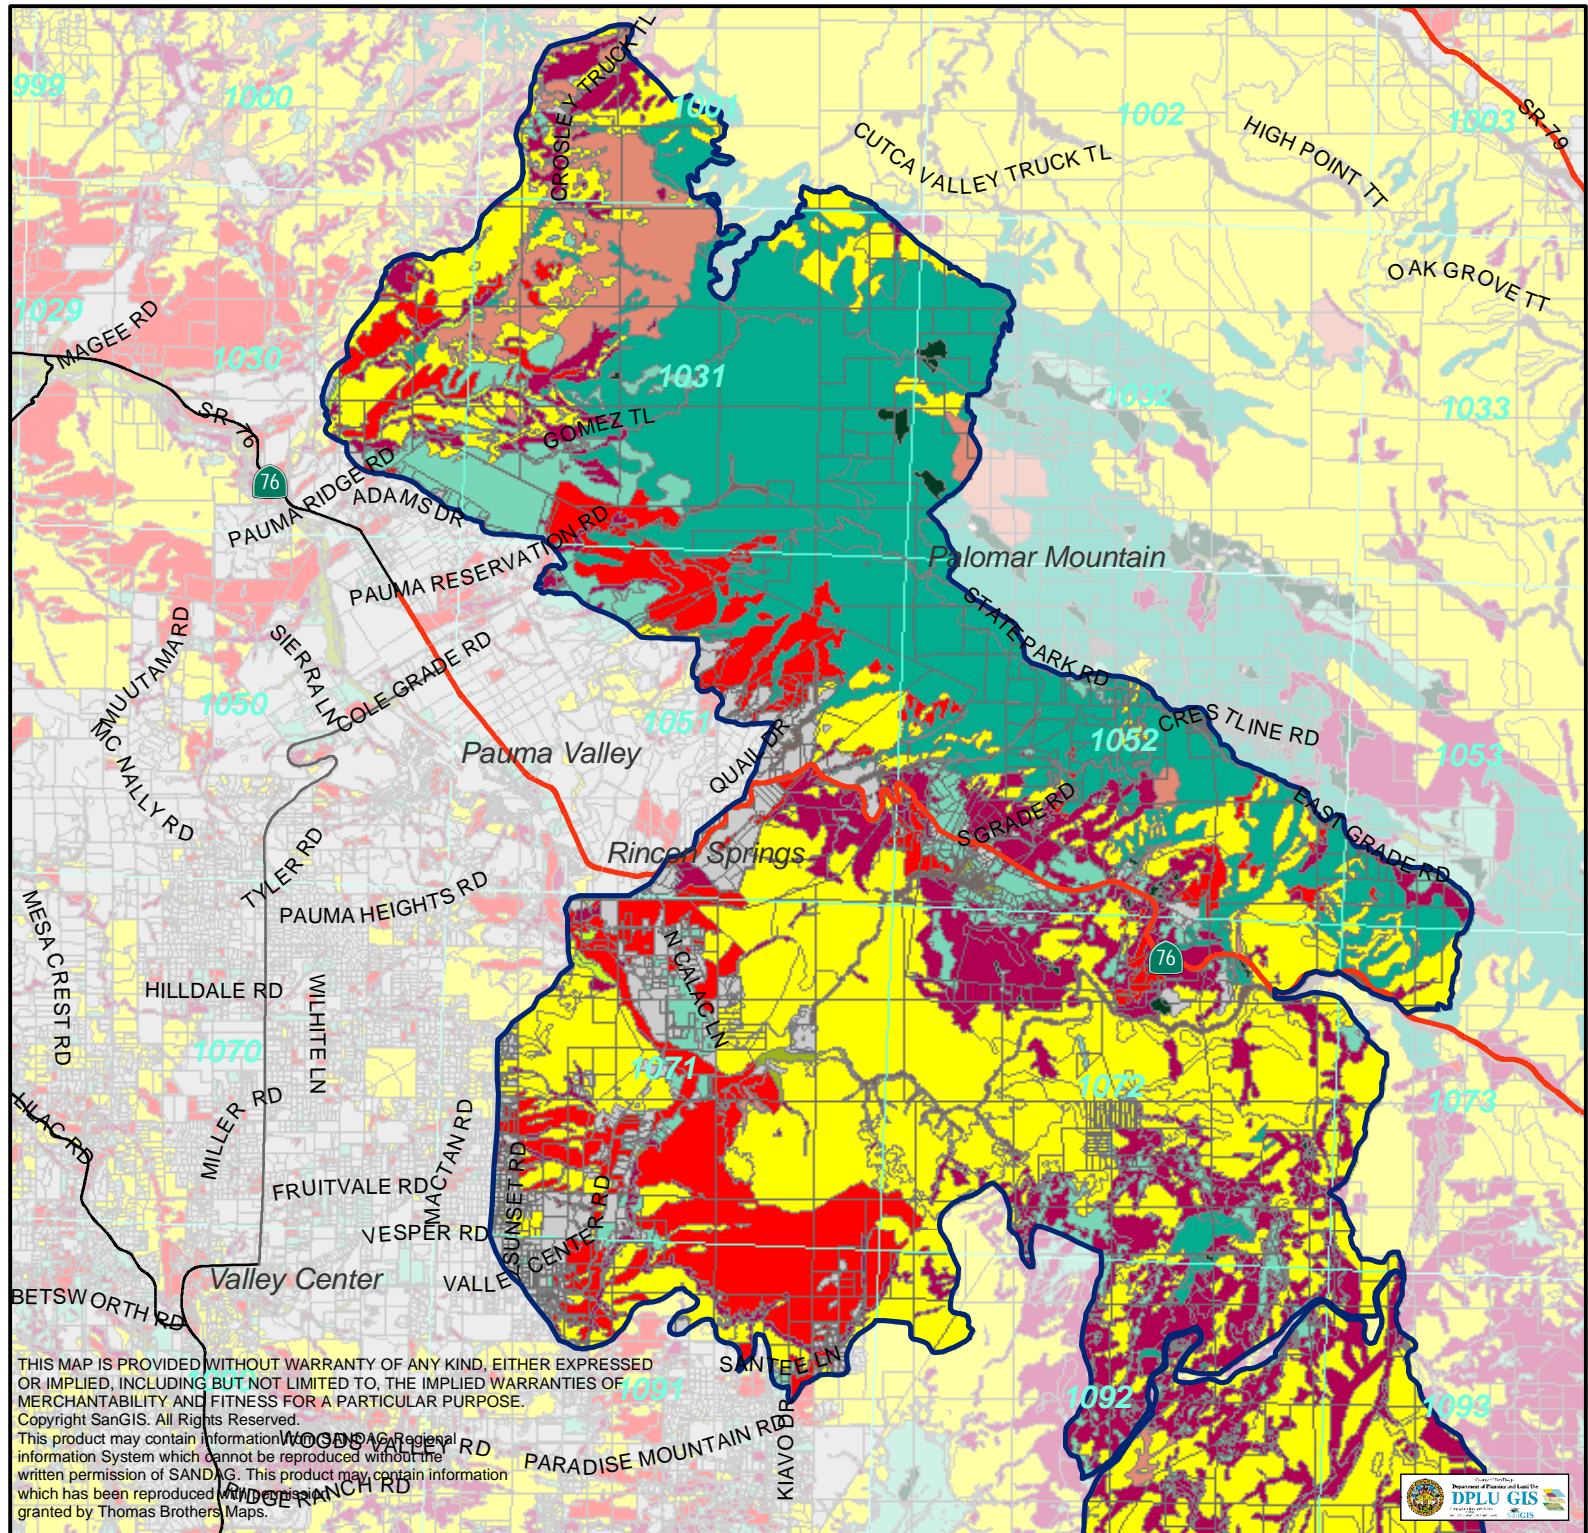 CROSLEY TRUCK TL
SR 79
999
1000
1001
1002
1003
CUTCA VALLEY TRUCK TL
HIGH POINT TT
OAK GROVE TT
1029
MAGEE RD
1030
1031
1032
1033
SR 76
GOMEZ TL
76
PAUMA RIDGE RD
ADAMS DR
PAUMA RESERVATION RD
Palomar Mountain
STATE PARK RD
MUUTAMA RD
SIERRA LN
COLE GRADE RD
1050
1051
1052
1053
MC NALLY RD
Pauma Valley
QUAIL DR
CRESTLINE RD
S GRADE RD
EAST GRADE RD
TYLER RD
Rincon Springs
PAUMA HEIGHTS RD
MESA CREST RD
N CALAC LN
76
HILLDALE RD
WILHITE LN
1070
1071
1072
1073
LILAC RD
MILLER RD
MACTAN RD
FRUITVALE RD
SUNSET RD
VESPER RD
VALLEY CENTER RD
Valley Center
BETSWORTH RD
SANTEE LN
1090
1091
1092
1093
WOODS VALLEY RD
PARADISE MOUNTAIN RD
KIAVO DR
RIDGE RANCH RD
THIS MAP IS PROVIDED WITHOUT WARRANTY OF ANY KIND, EITHER EXPRESSED
OR IMPLIED, INCLUDING BUT NOT LIMITED TO, THE IMPLIED WARRANTIES OF
MERCHANTABILITY AND FITNESS FOR A PARTICULAR PURPOSE.
Copyright SanGIS. All Rights Reserved.
This product may contain information from SANDAG Regional
information System which cannot be reproduced without the
written permission of SANDAG. This product may contain information
which has been reproduced with permission
granted by Thomas Brothers Maps.
Department of Planning and Land Use
DPLU GIS
SanGIS